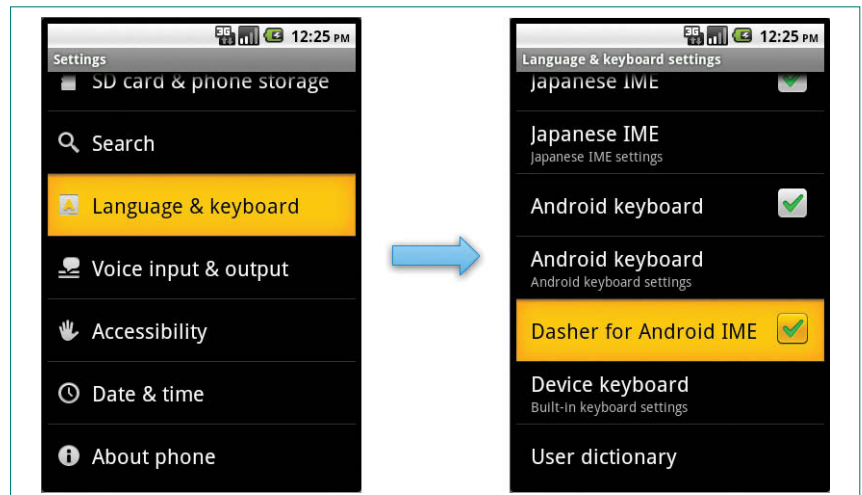 3G 12:25 PM
Settings
SD card & phone storage
Search
Language & keyboard
Voice input & output
Accessibility
Date & time
About phone
3G 12:25 PM
Language & keyboard settings
Japanese IME
Japanese IME
Japanese IME settings
Android keyboard
Android keyboard
Android keyboard settings
Dasher for Android IME
Device keyboard
Built-in keyboard settings
User dictionary